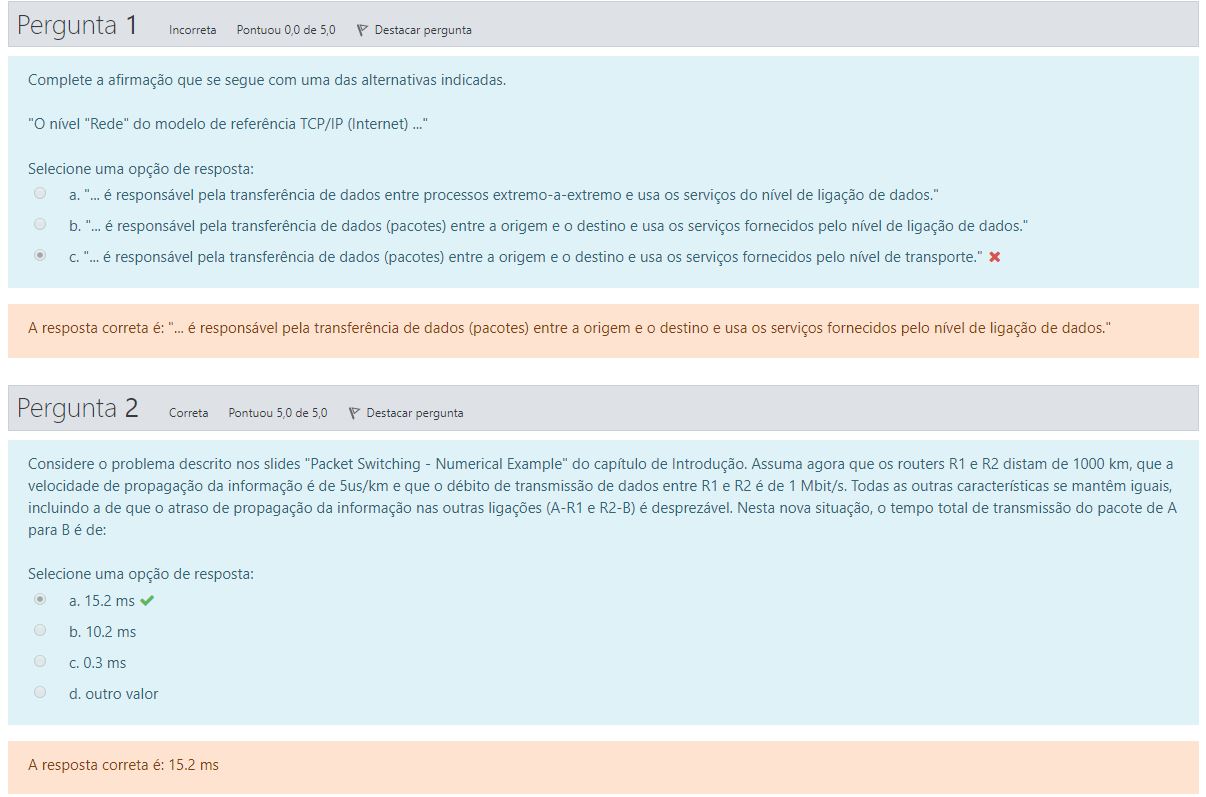 Pergunta 1 Incorreta Pontuou 0,0 de 5,0 Destacar pergunta
Complete a afirmação que se segue com uma das alternativas indicadas.
"O nível "Rede" do modelo de referência TCP/IP (Internet) ..."
Selecione uma opção de resposta:
a. "... é responsável pela transferência de dados entre processos extremo-a-extremo e usa os serviços do nível de ligação de dados."
b. "... é responsável pela transferência de dados (pacotes) entre a origem e o destino e usa os serviços fornecidos pelo nível de ligação de dados."
c. "... é responsável pela transferência de dados (pacotes) entre a origem e o destino e usa os serviços fornecidos pelo nível de transporte."
A resposta correta é: "... é responsável pela transferência de dados (pacotes) entre a origem e o destino e usa os serviços fornecidos pelo nível de ligação de dados."
Pergunta 2 Correta Pontuou 5,0 de 5,0 Destacar pergunta
Considere o problema descrito nos slides "Packet Switching - Numerical Example" do capítulo de Introdução. Assuma agora que os routers R1 e R2 distam de 1000 km, que a
velocidade de propagação da informação é de 5us/km e que o débito de transmissão de dados entre R1 e R2 é de 1 Mbit/s. Todas as outras características se mantêm iguais,
incluindo a de que o atraso de propagação da informação nas outras ligações (A-R1 e R2-B) é desprezável. Nesta nova situação, o tempo total de transmissão do pacote de A
para B é de:
Selecione uma opção de resposta:
a. 15.2 ms
b. 10.2 ms
c. 0.3 ms
d. outro valor
A resposta correta é: 15.2 ms